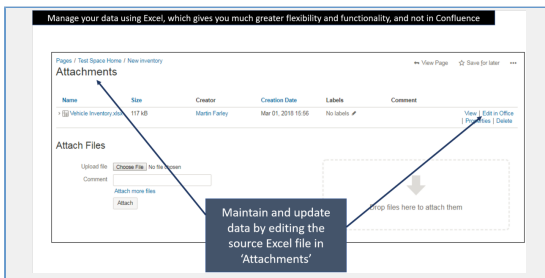 Manage your data using Excel, which gives you much greater flexibility and functionality, and not in Confluence
Pages / Test Space Home / New inventory
View Page Save for later •••
Attachments
Name Size Creator Creation Date Labels Comment
Vehicle Inventory.xlsx 117 kB Martin Farley Mar 01, 2018 16:56 No labels View | Edit in Office
| Properties | Delete
Attach Files
Upload file Choose File No file chosen
Comment
Attach more files
Attach
Drop files here to attach them
Maintain and update
data by editing the
source Excel file in
‘Attachments’